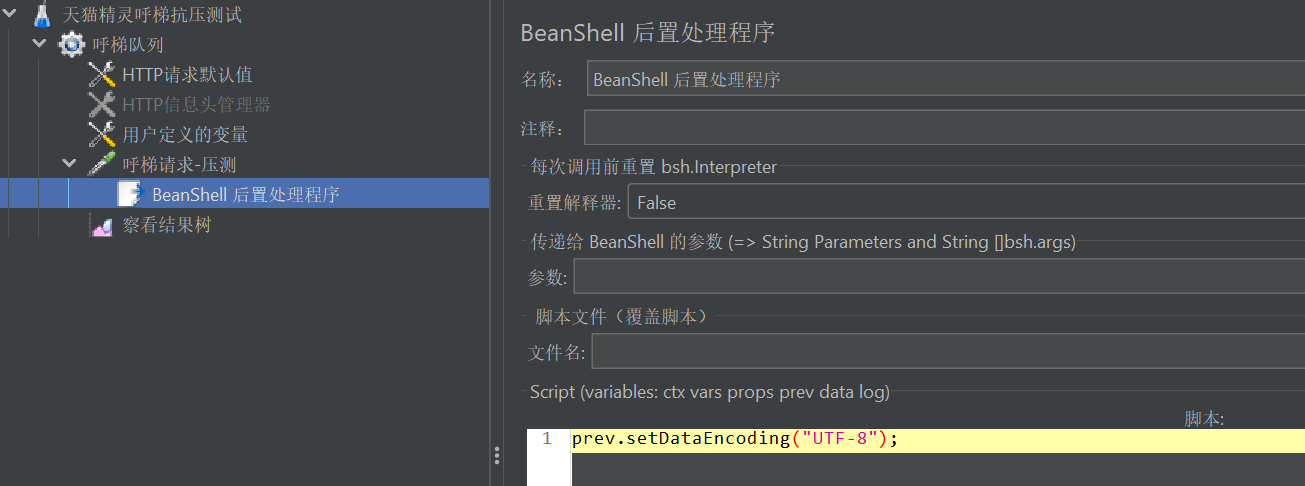 天猫精灵呼梯抗压测试
呼梯队列
HTTP请求默认值
HTTP信息头管理器
用户定义的变量
呼梯请求-压测
BeanShell 后置处理程序
察看结果树
BeanShell 后置处理程序
名称: BeanShell 后置处理程序
注释:
每次调用前重置 bsh.Interpreter
重置解释器: False
传递给 BeanShell 的参数 (=> String Parameters and String []bsh.args)
参数:
脚本文件（覆盖脚本）
文件名:
Script (variables: ctx vars props prev data log)
脚本:
1 prev.setDataEncoding("UTF-8");